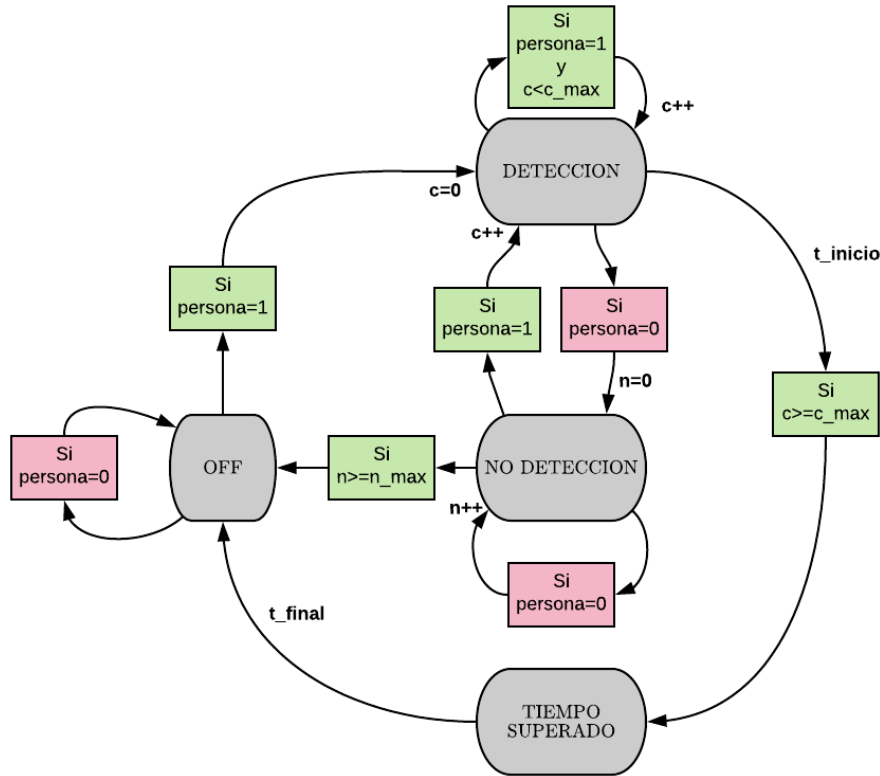 Si
persona=1
y
c<c_max
c++
DETECCION
c=0
c++
t_inicio
Si
persona=1
Si
persona=1
Si
persona=0
n=0
Si
c>=c_max
Si
persona=0
OFF
Si
n>=n_max
NO DETECCION
n++
Si
persona=0
t_final
TIEMPO
SUPERADO